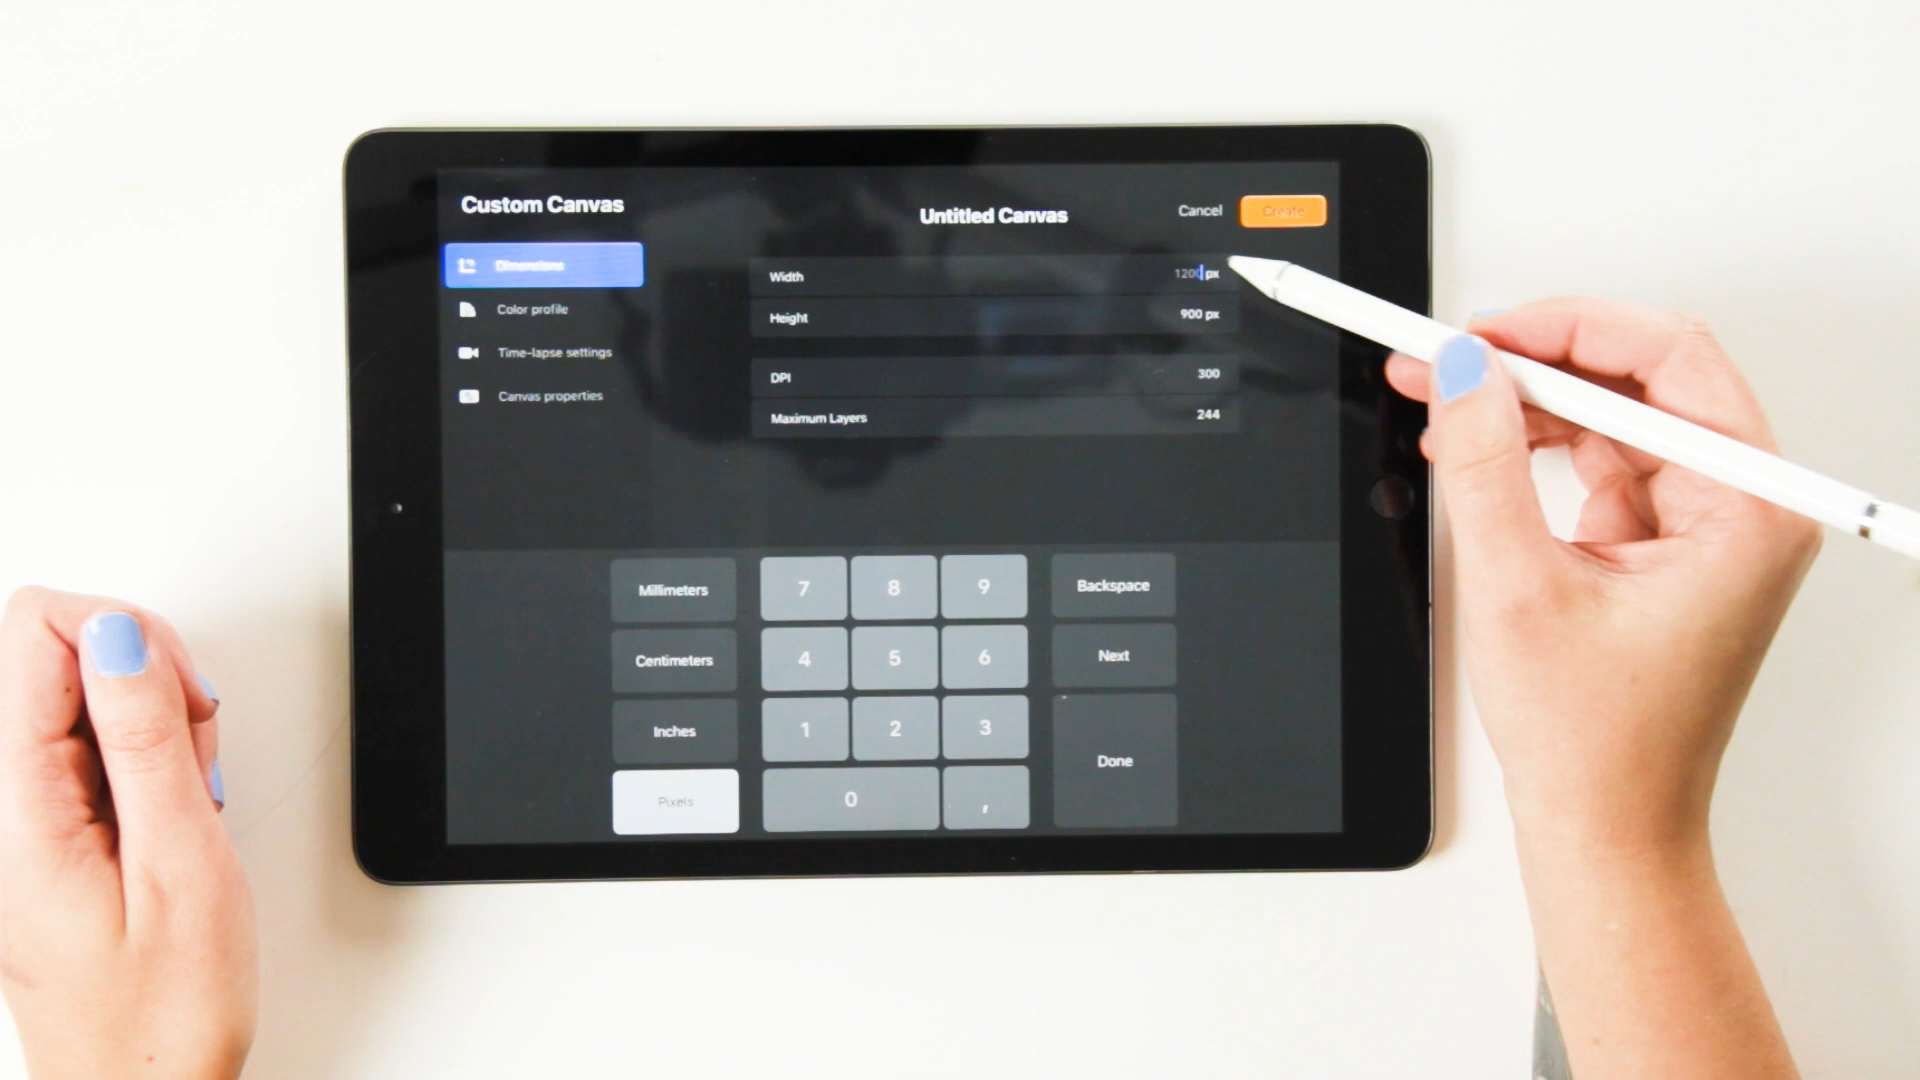 Custom Canvas
Untitled Canvas
Cancel
Create
Dimensions
Color profile
Time-lapse settings
Canvas properties
Width 1200 px
Height 900 px
DPI 300
Maximum Layers 244
Millimeters 7 8 9 Backspace
Centimeters 4 5 6 Next
Inches 1 2 3
Done
Pixels 0 ,